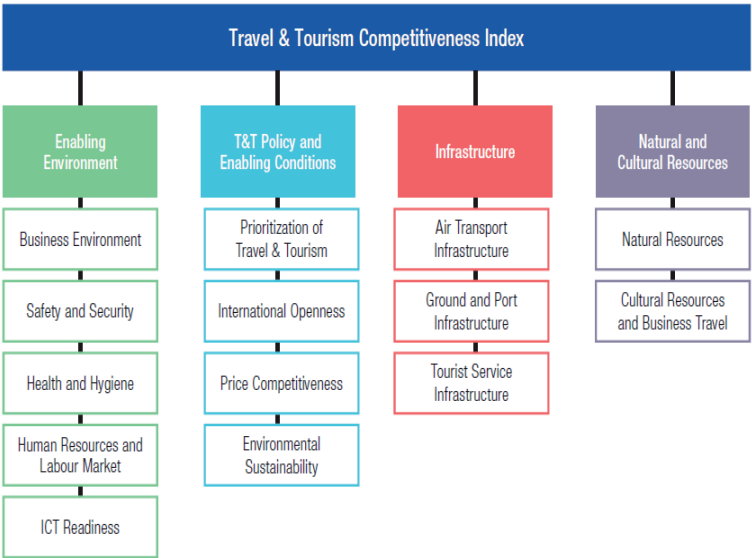 Travel & Tourism Competitiveness Index
Enabling
Environment
Business Environment
Safety and Security
Health and Hygiene
Human Resources and
Labour Market
ICT Readiness
T&T Policy and
Enabling Conditions
Prioritization of
Travel & Tourism
International Openness
Price Competitiveness
Environmental
Sustainability
Infrastructure
Air Transport
Infrastructure
Ground and Port
Infrastructure
Tourist Service
Infrastructure
Natural and
Cultural Resources
Natural Resources
Cultural Resources
and Business Travel